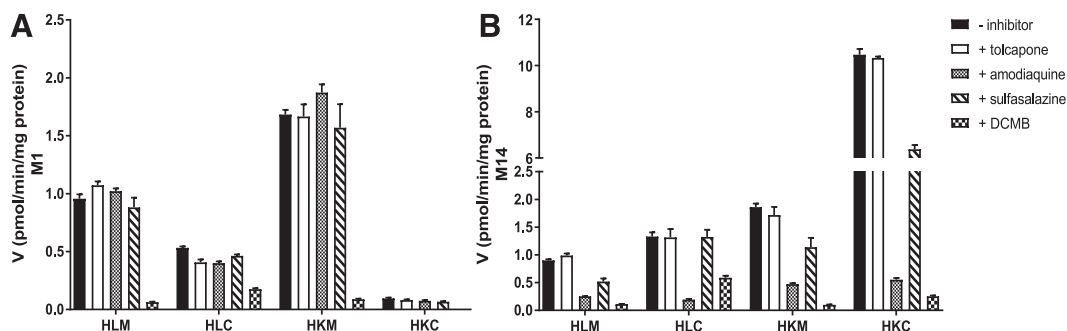 A
V (pmol/min/mg protein)
M1
2.5
2.0
1.5
1.0
0.5
0.0
HLM
HLC
HKM
HKC
B
V (pmol/min/mg protein)
M14
12
10
8
6
2.5
2.0
1.5
1.0
0.5
0.0
HLM
HLC
HKM
HKC
- inhibitor
+ tolcapone
+ amodiaquine
+ sulfasalazine
+ DCMB